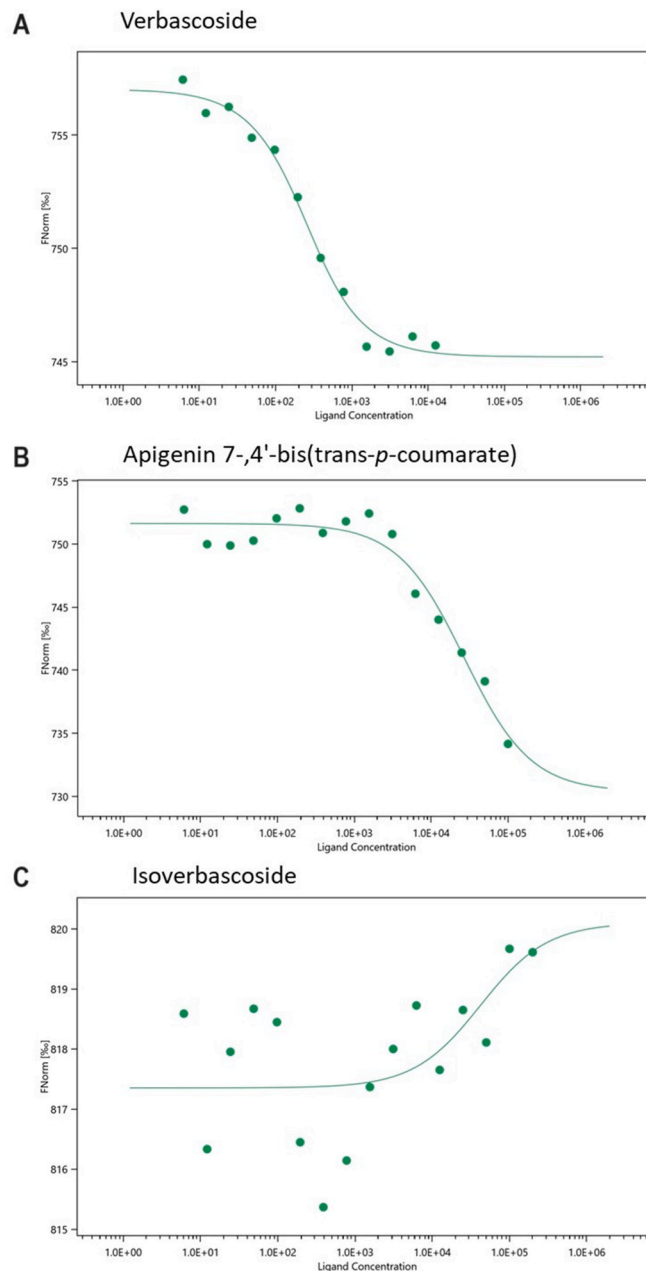 A
Verbascoside
755
750
745
FNorm [‰]
1.0E+00 1.0E+01 1.0E+02 1.0E+03 1.0E+04 1.0E+05 1.0E+06
Ligand Concentration
B
Apigenin 7-,4'-bis(trans-p-coumarate)
755
750
745
740
735
730
FNorm [‰]
1.0E+00 1.0E+01 1.0E+02 1.0E+03 1.0E+04 1.0E+05 1.0E+06
Ligand Concentration
C
Isoverbascoside
820
819
818
817
816
815
FNorm [‰]
1.0E+00 1.0E+01 1.0E+02 1.0E+03 1.0E+04 1.0E+05 1.0E+06
Ligand Concentration